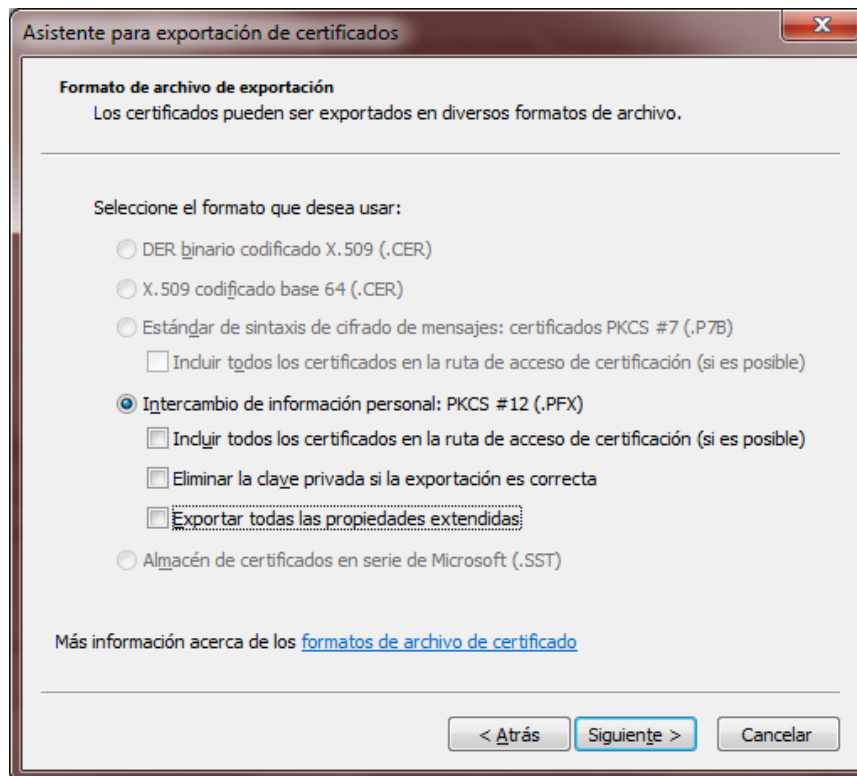 Asistente para exportación de certificados
Formato de archivo de exportación
Los certificados pueden ser exportados en diversos formatos de archivo.
Seleccione el formato que desea usar:
DER binario codificado X.509 (.CER)
X.509 codificado base 64 (.CER)
Estándar de sintaxis de cifrado de mensajes: certificados PKCS #7 (.P7B)
Incluir todos los certificados en la ruta de acceso de certificación (si es posible)
Intercambio de información personal: PKCS #12 (.PFX)
Incluir todos los certificados en la ruta de acceso de certificación (si es posible)
Eliminar la clave privada si la exportación es correcta
Exportar todas las propiedades extendidas
Almacén de certificados en serie de Microsoft (.SST)
Más información acerca de los formatos de archivo de certificado
< Atrás Siguiente > Cancelar